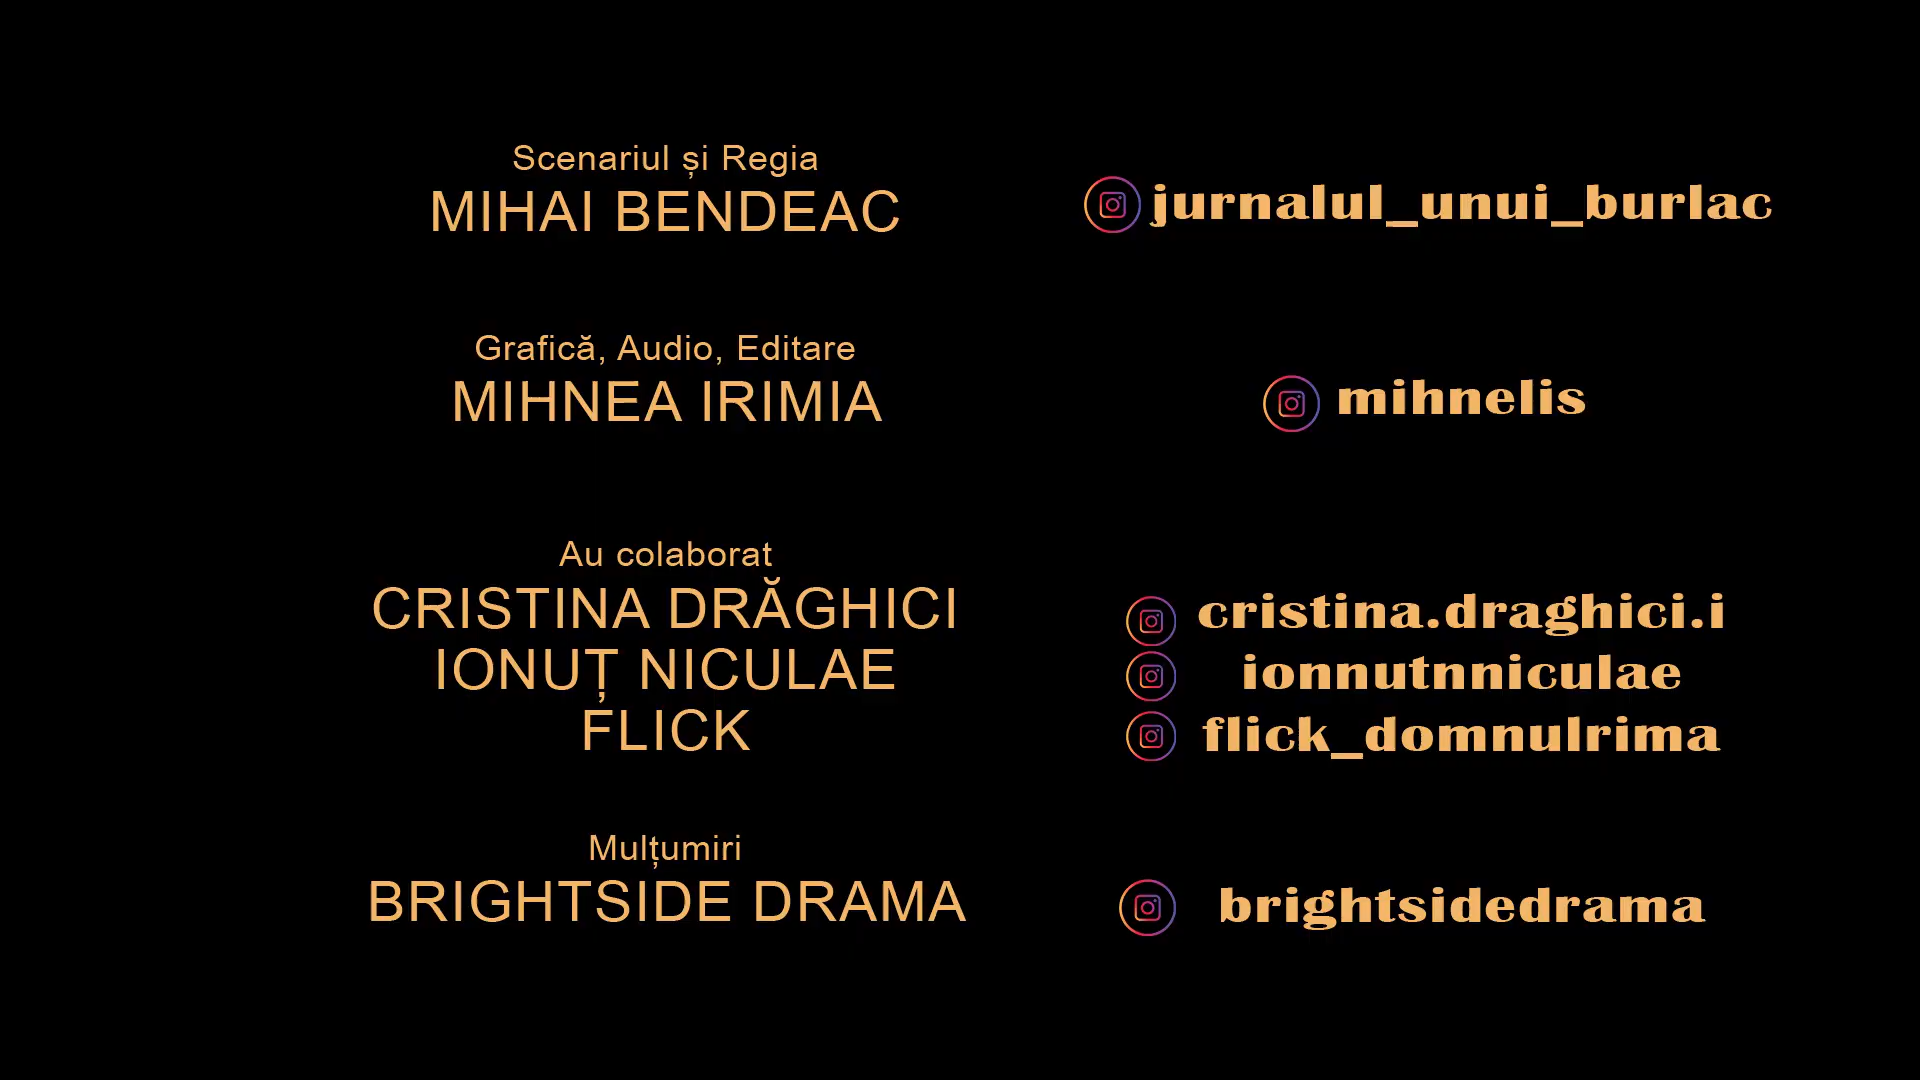 Scenariul și Regia
MIHAI BENDEAC
jurnalul_unui_burlac
Grafică, Audio, Editare
MIHNEA IRIMIA
mihnelis
Au colaborat
CRISTINA DRĂGHICI
cristina.draghici.i
IONUȚ NICULAE
ionnutnniculae
FLICK
flick_domnulrima
Mulțumiri
BRIGHTSIDE DRAMA
brightsidedrama